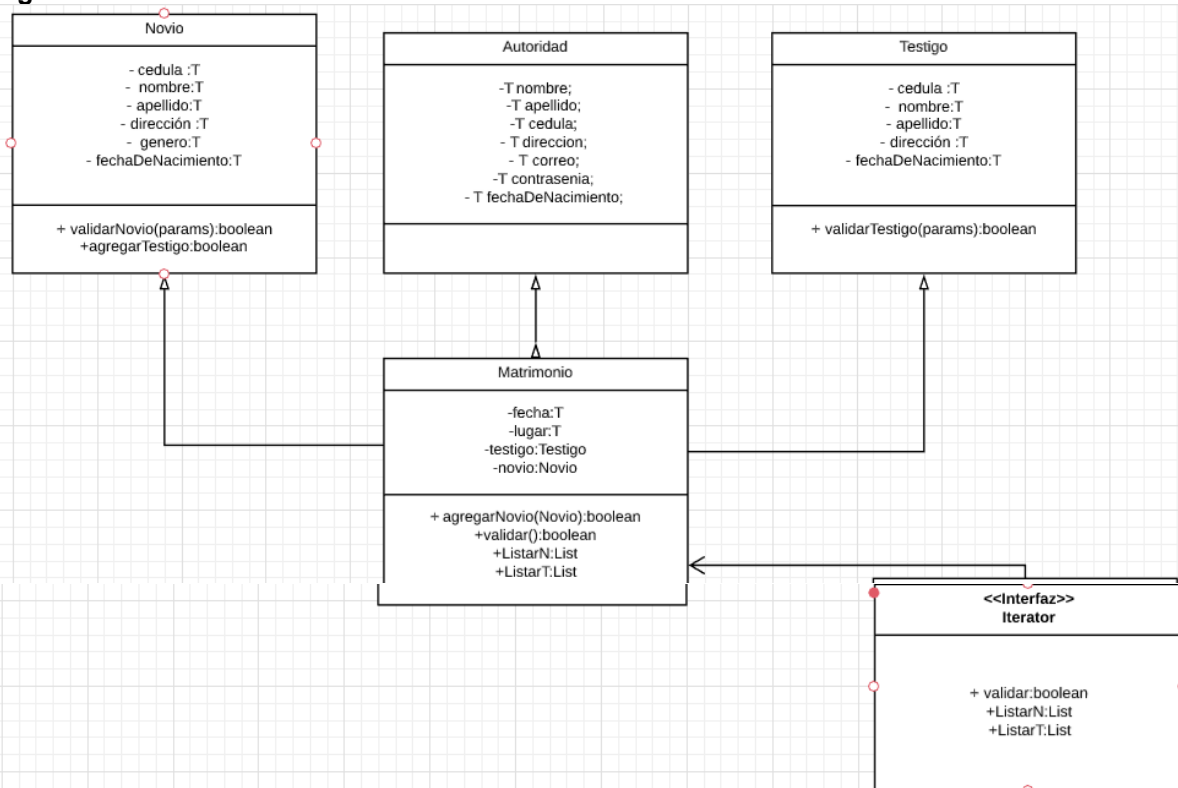 Novio
- cedula :T
- nombre:T
- apellido:T
- dirección :T
- genero:T
- fechaDeNacimiento:T
+ validarNovio(params):boolean
+agregarTestigo:boolean
Autoridad
-T nombre;
-T apellido;
-T cedula;
- T direccion;
- T correo;
-T contrasenia;
- T fechaDeNacimiento;
Testigo
- cedula :T
- nombre:T
- apellido:T
- dirección :T
- fechaDeNacimiento:T
+ validarTestigo(params):boolean
Matrimonio
-fecha:T
-lugar:T
-testigo:Testigo
-novio:Novio
+ agregarNovio(Novio):boolean
+validar():boolean
+ListarN:List
+ListarT:List
<<Interfaz>>
Iterator
+ validar:boolean
+ListarN:List
+ListarT:List